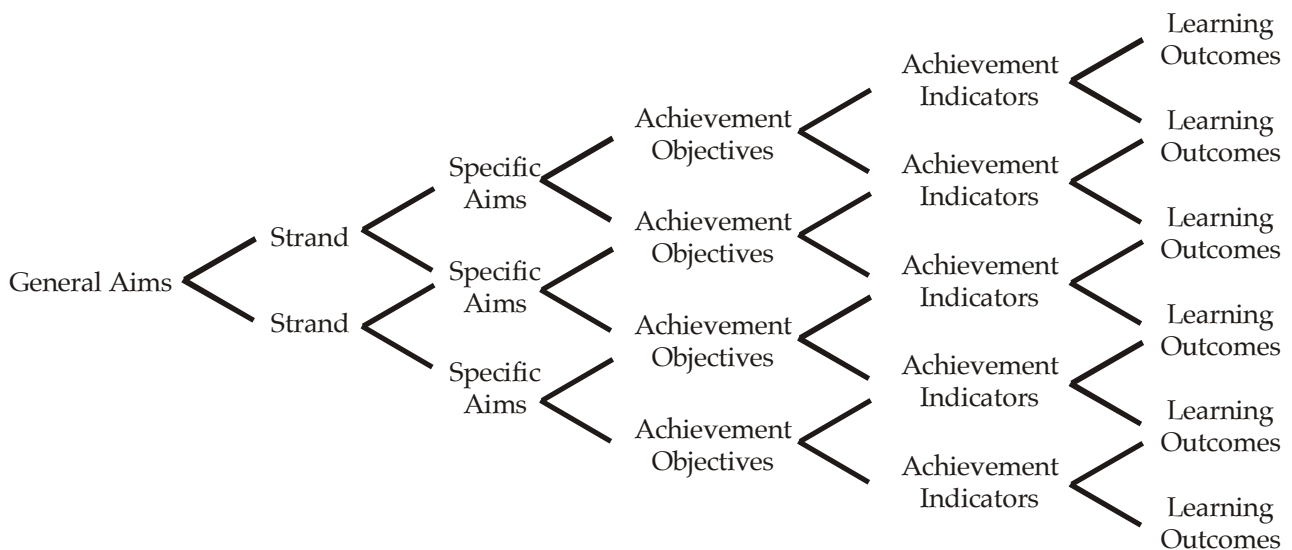 General Aims
Strand
Strand
Specific
Aims
Specific
Aims
Specific
Aims
Achievement
Objectives
Achievement
Objectives
Achievement
Objectives
Achievement
Objectives
Achievement
Indicators
Achievement
Indicators
Achievement
Indicators
Achievement
Indicators
Achievement
Indicators
Learning
Outcomes
Learning
Outcomes
Learning
Outcomes
Learning
Outcomes
Learning
Outcomes
Learning
Outcomes